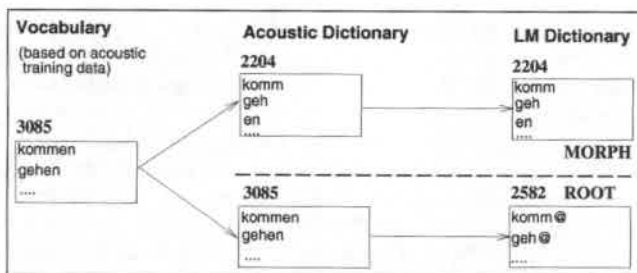 Vocabulary
(based on acoustic
training data)
3085
kommen
gehen
....
Acoustic Dictionary
2204
komm
geh
en
....
3085
kommen
gehen
....
LM Dictionary
2204
komm
geh
en
....
MORPH
2582 ROOT
komm@
geh@
....